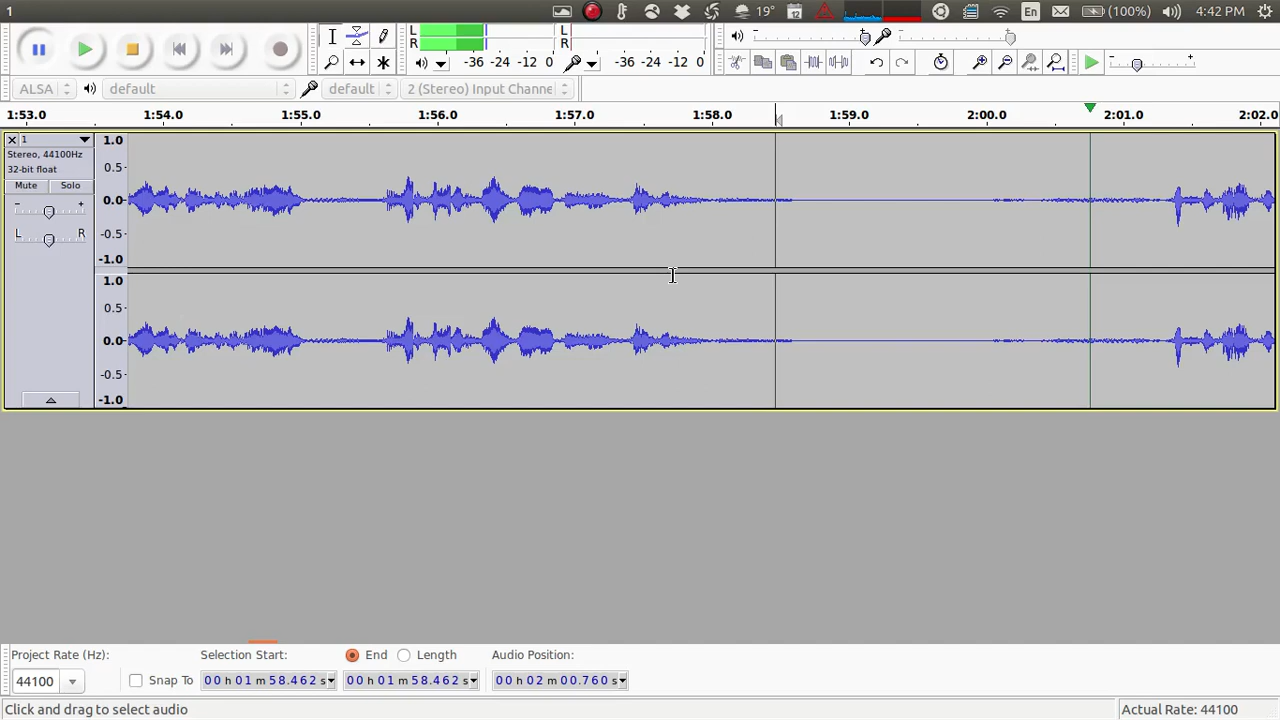 1
19°
12
En
(100%)
4:42 PM
L
R
-36 -24 -12 0
L
R
-36 -24 -12 0
ALSA
default
default
2 (Stereo) Input Channe
1:53.0 1:54.0 1:55.0 1:56.0 1:57.0 1:58.0 1:59.0 2:00.0 2:01.0 2:02.0
1
Stereo, 44100Hz
32-bit float
Mute Solo
- +
L R
1.0
0.5
0.0
-0.5
-1.0
1.0
0.5
0.0
-0.5
-1.0
Project Rate (Hz): Selection Start: End Length Audio Position:
44100 Snap To 00 h 01 m 58.462 s 00 h 01 m 58.462 s 00 h 02 m 00.760 s
Click and drag to select audio Actual Rate: 44100